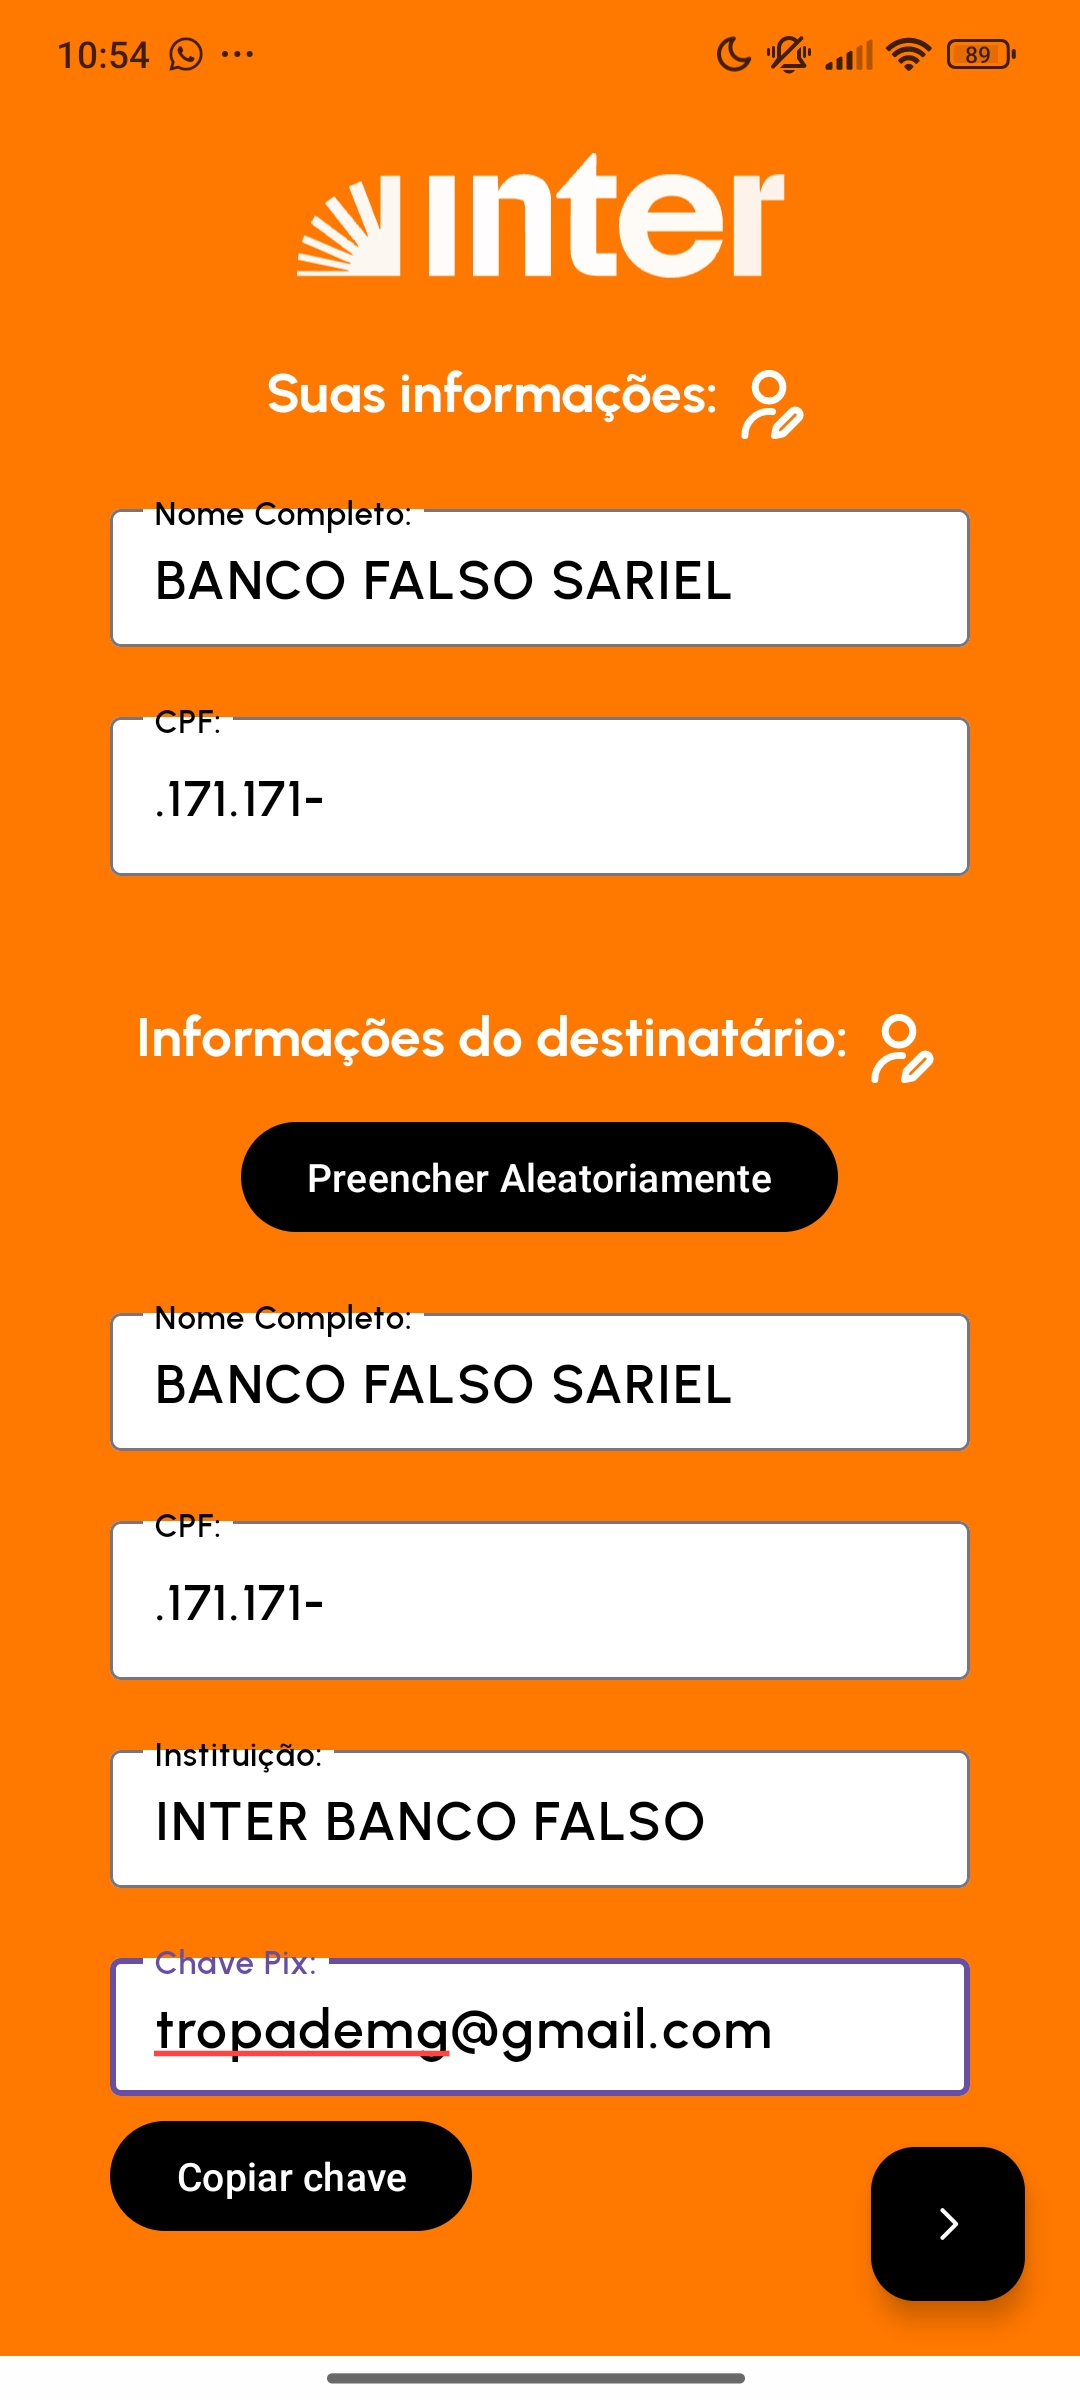 10:54
89
inter
Suas informações:
Nome Completo:
BANCO FALSO SARIEL
CPF:
.171.171-
Informações do destinatário:
Preencher Aleatoriamente
Nome Completo:
BANCO FALSO SARIEL
CPF:
.171.171-
Instituição:
INTER BANCO FALSO
Chave Pix:
tropademg@gmail.com
Copiar chave